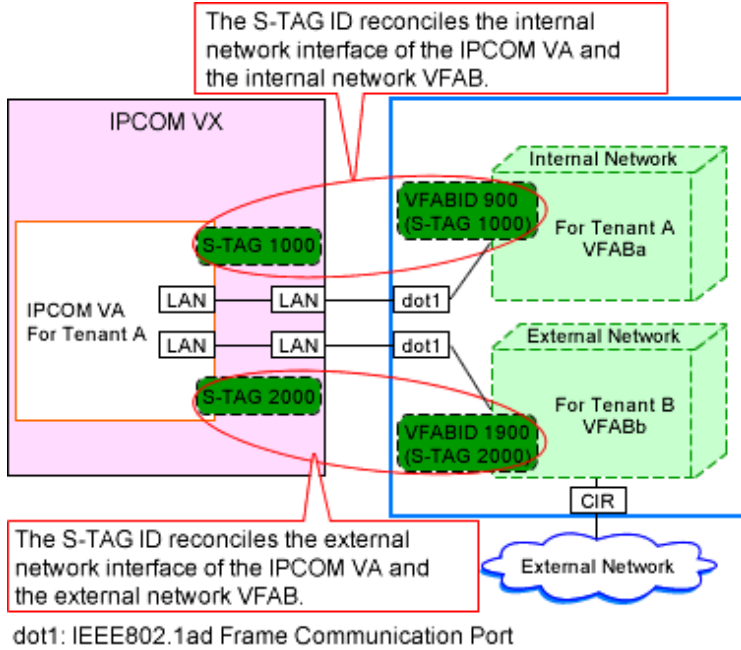 The S-TAG ID reconciles the internal
network interface of the IPCOM VA and
the internal network VFAB.
IPCOM VX
Internal Network
VFABID 900
(S-TAG 1000)
For Tenant A
VFABa
S-TAG 1000
IPCOM VA
For Tenant A
LAN
LAN
dot1
LAN
LAN
dot1
External Network
S-TAG 2000
For Tenant B
VFABb
VFABID 1900
(S-TAG 2000)
CIR
External Network
The S-TAG ID reconciles the external
network interface of the IPCOM VA and
the external network VFAB.
dot1: IEEE802.1ad Frame Communication Port